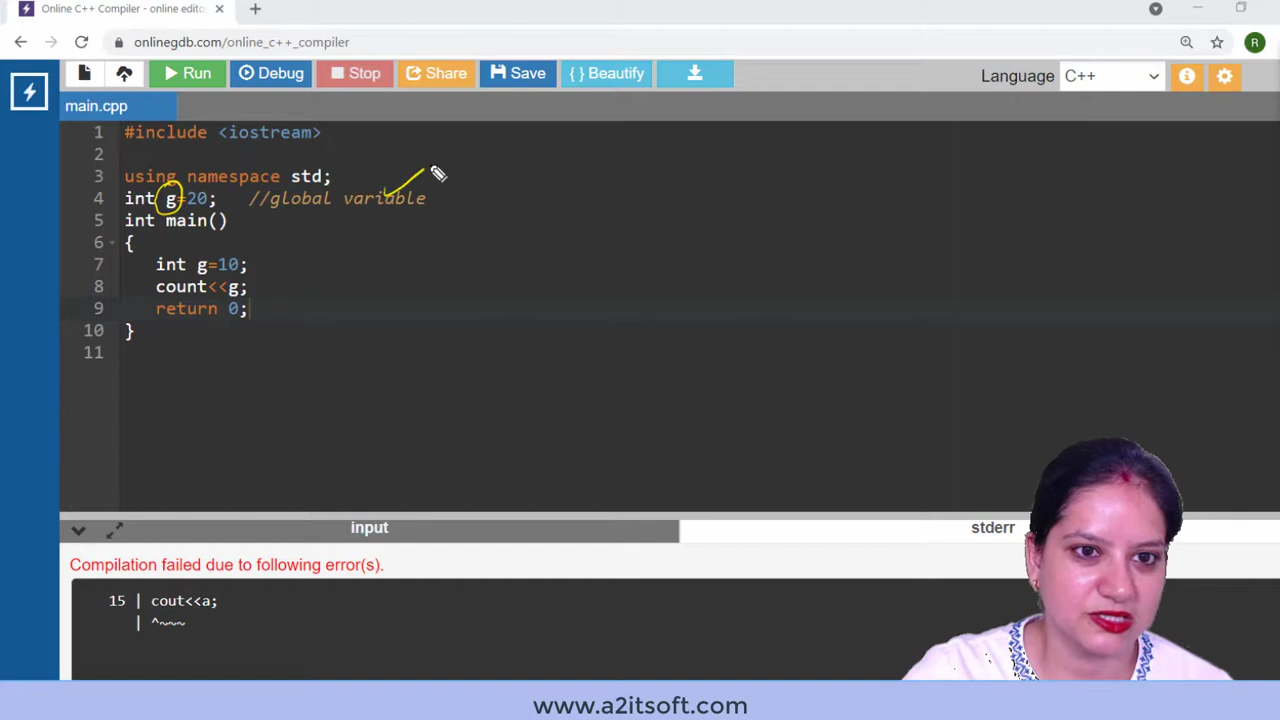 Online C++ Compiler - online edito
onlinegdb.com/online_c++_compiler
R
Run
Debug
Stop
Share
Save
{ } Beautify
Language
C++
main.cpp
1 #include <iostream>
2
3 using namespace std;
4 int g=20; //global variable
5 int main()
6 {
7 int g=10;
8 count<<g;
9 return 0;
10 }
11
input
stderr
Compilation failed due to following error(s).
15 | cout<<a;
| ^~~~
www.a2itsoft.com